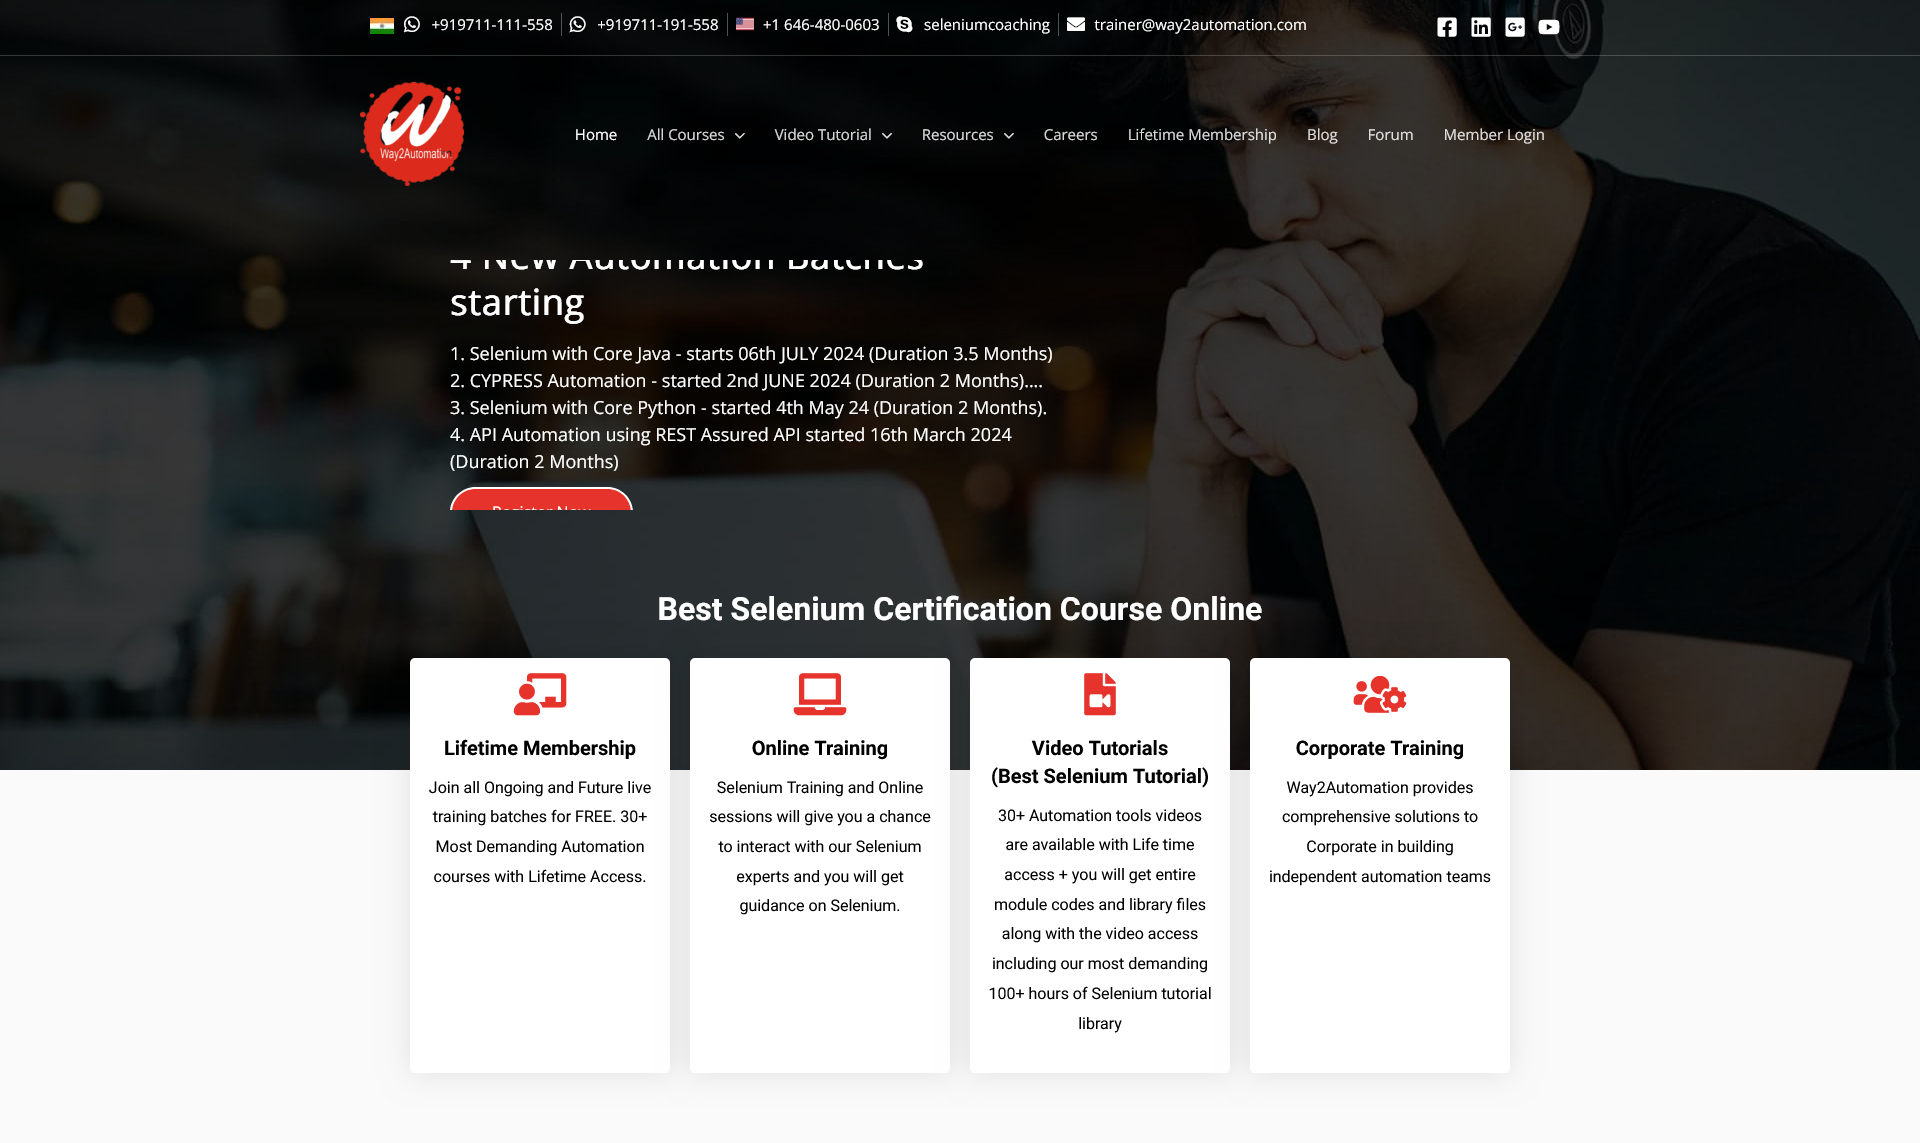 +919711-111-558 +919711-191-558 +1 646-480-0603 seleniumcoaching trainer@way2automation.com
Way2Automation
Home All Courses Video Tutorial Resources Careers Lifetime Membership Blog Forum Member Login
4 New Automation Batches
starting
1. Selenium with Core Java - starts 06th JULY 2024 (Duration 3.5 Months)
2. CYPRESS Automation - started 2nd JUNE 2024 (Duration 2 Months)....
3. Selenium with Core Python - started 4th May 24 (Duration 2 Months).
4. API Automation using REST Assured API started 16th March 2024
(Duration 2 Months)
Register Now
Best Selenium Certification Course Online
Lifetime Membership
Join all Ongoing and Future live
training batches for FREE. 30+
Most Demanding Automation
courses with Lifetime Access.
Online Training
Selenium Training and Online
sessions will give you a chance
to interact with our Selenium
experts and you will get
guidance on Selenium.
Video Tutorials
(Best Selenium Tutorial)
30+ Automation tools videos
are available with Life time
access + you will get entire
module codes and library files
along with the video access
including our most demanding
100+ hours of Selenium tutorial
library
Corporate Training
Way2Automation provides
comprehensive solutions to
Corporate in building
independent automation teams